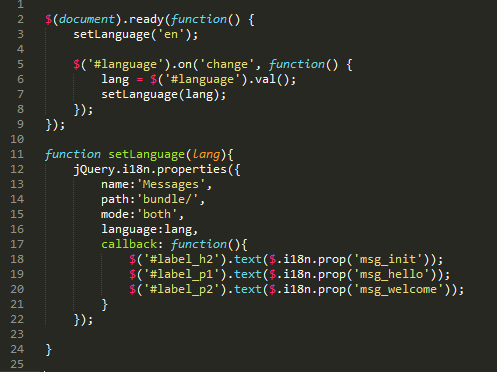 1
2 $(document).ready(function() {
3     setLanguage('en');
4
5     $('#language').on('change', function() {
6         lang = $('#language').val();
7         setLanguage(lang);
8     });
9 });
10
11 function setLanguage(lang){
12     jQuery.i18n.properties({
13         name:'Messages',
14         path:'bundle/',
15         mode:'both',
16         language:lang,
17         callback: function(){
18             $('#label_h2').text($.i18n.prop('msg_init'));
19             $('#label_p1').text($.i18n.prop('msg_hello'));
20             $('#label_p2').text($.i18n.prop('msg_welcome'));
21         }
22     });
23
24 }
25